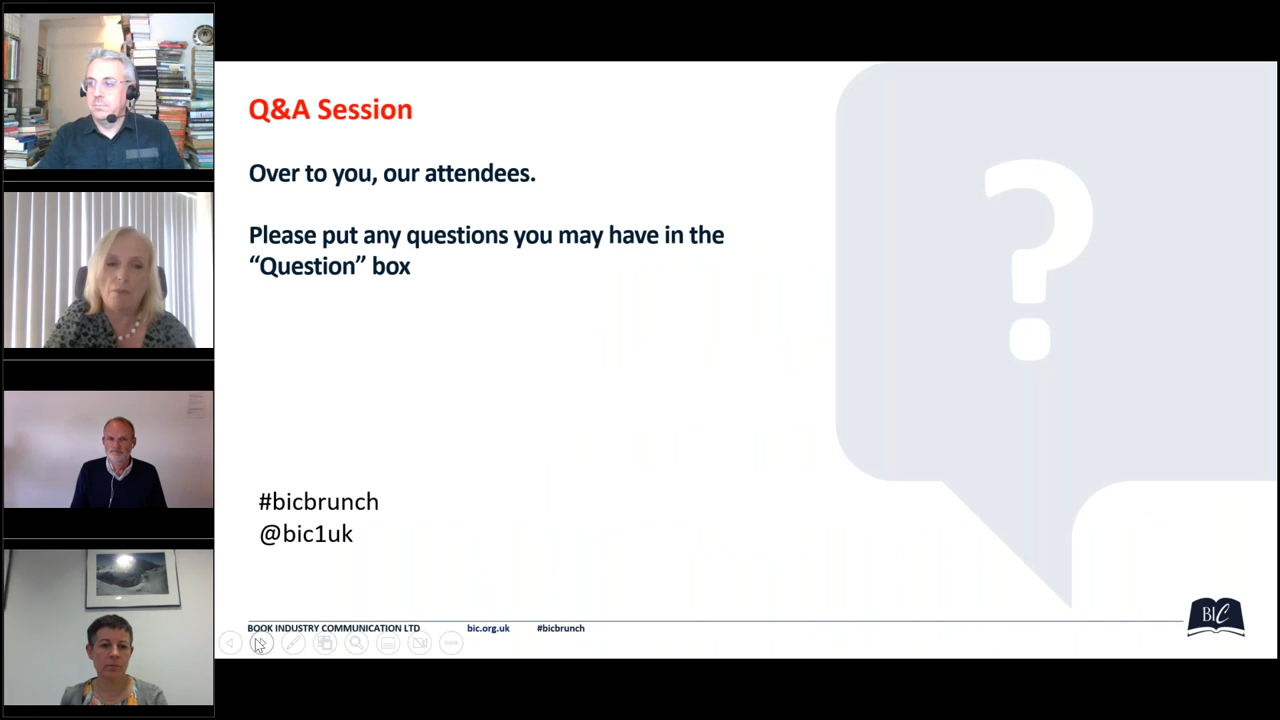 Q&A Session
Over to you, our attendees.
Please put any questions you may have in the
“Question” box
?
#bicbrunch
@bic1uk
BOOK INDUSTRY COMMUNICATION LTD bic.org.uk #bicbrunch
BIC